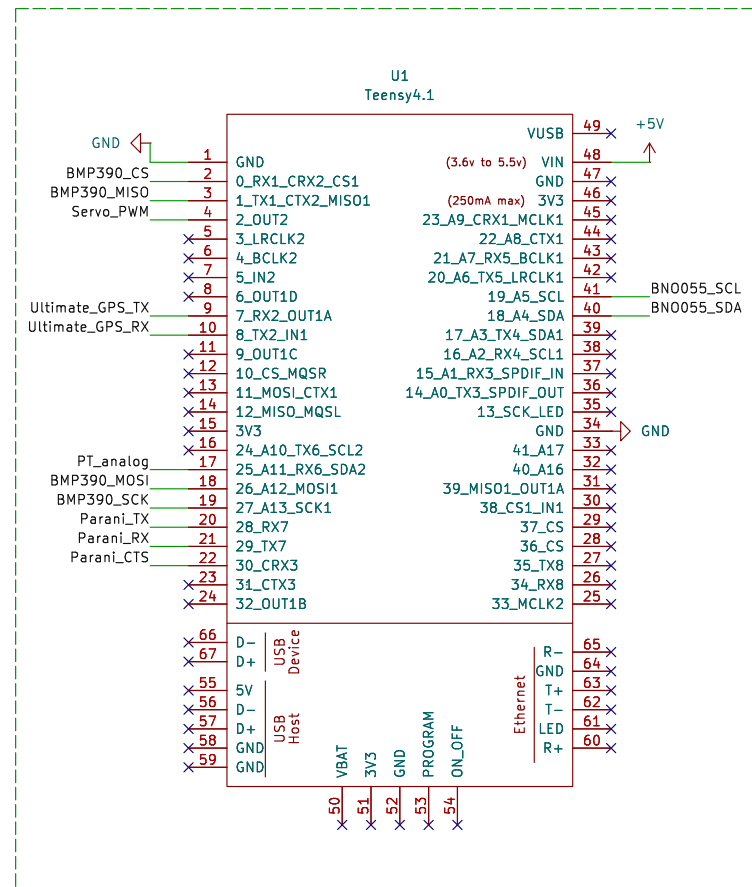 U1
Teensy4.1
GND
1
GND
BMP390_CS
2
0_RX1_CRX2_CS1
BMP390_MISO
3
1_TX1_CTX2_MISO1
Servo_PWM
4
2_OUT2
5
3_LRCLK2
6
4_BCLK2
7
5_IN2
8
6_OUT1D
Ultimate_GPS_TX
9
7_RX2_OUT1A
Ultimate_GPS_RX
10
8_TX2_IN1
11
9_OUT1C
12
10_CS_MQSR
13
11_MOSI_CTX1
14
12_MISO_MQSL
15
3V3
16
24_A10_TX6_SCL2
PT_analog
17
25_A11_RX6_SDA2
BMP390_MOSI
18
26_A12_MOSI1
BMP390_SCK
19
27_A13_SCK1
Parani_TX
20
28_RX7
Parani_RX
21
29_TX7
Parani_CTS
22
30_CRX3
23
31_CTX3
24
32_OUT1B
VUSB
49
+5V
(3.6v to 5.5v)
VIN
48
GND
47
(250mA max)
3V3
46
23_A9_CRX1_MCLK1
45
22_A8_CTX1
44
21_A7_RX5_BCLK1
43
20_A6_TX5_LRCLK1
42
19_A5_SCL
41
BNO055_SCL
18_A4_SDA
40
BNO055_SDA
17_A3_TX4_SDA1
39
16_A2_RX4_SCL1
38
15_A1_RX3_SPDIF_IN
37
14_A0_TX3_SPDIF_OUT
36
13_SCK_LED
35
GND
34
GND
41_A17
33
40_A16
32
39_MISO1_OUT1A
31
38_CS1_IN1
30
37_CS
29
36_CS
28
35_TX8
27
34_RX8
26
33_MCLK2
25
66
D-
67
D+
USB
Device
55
5V
56
D-
57
D+
58
GND
59
GND
USB
Host
R-
65
GND
64
T+
63
T-
62
LED
61
R+
60
Ethernet
VBAT
50
3V3
51
GND
52
PROGRAM
53
ON_OFF
54